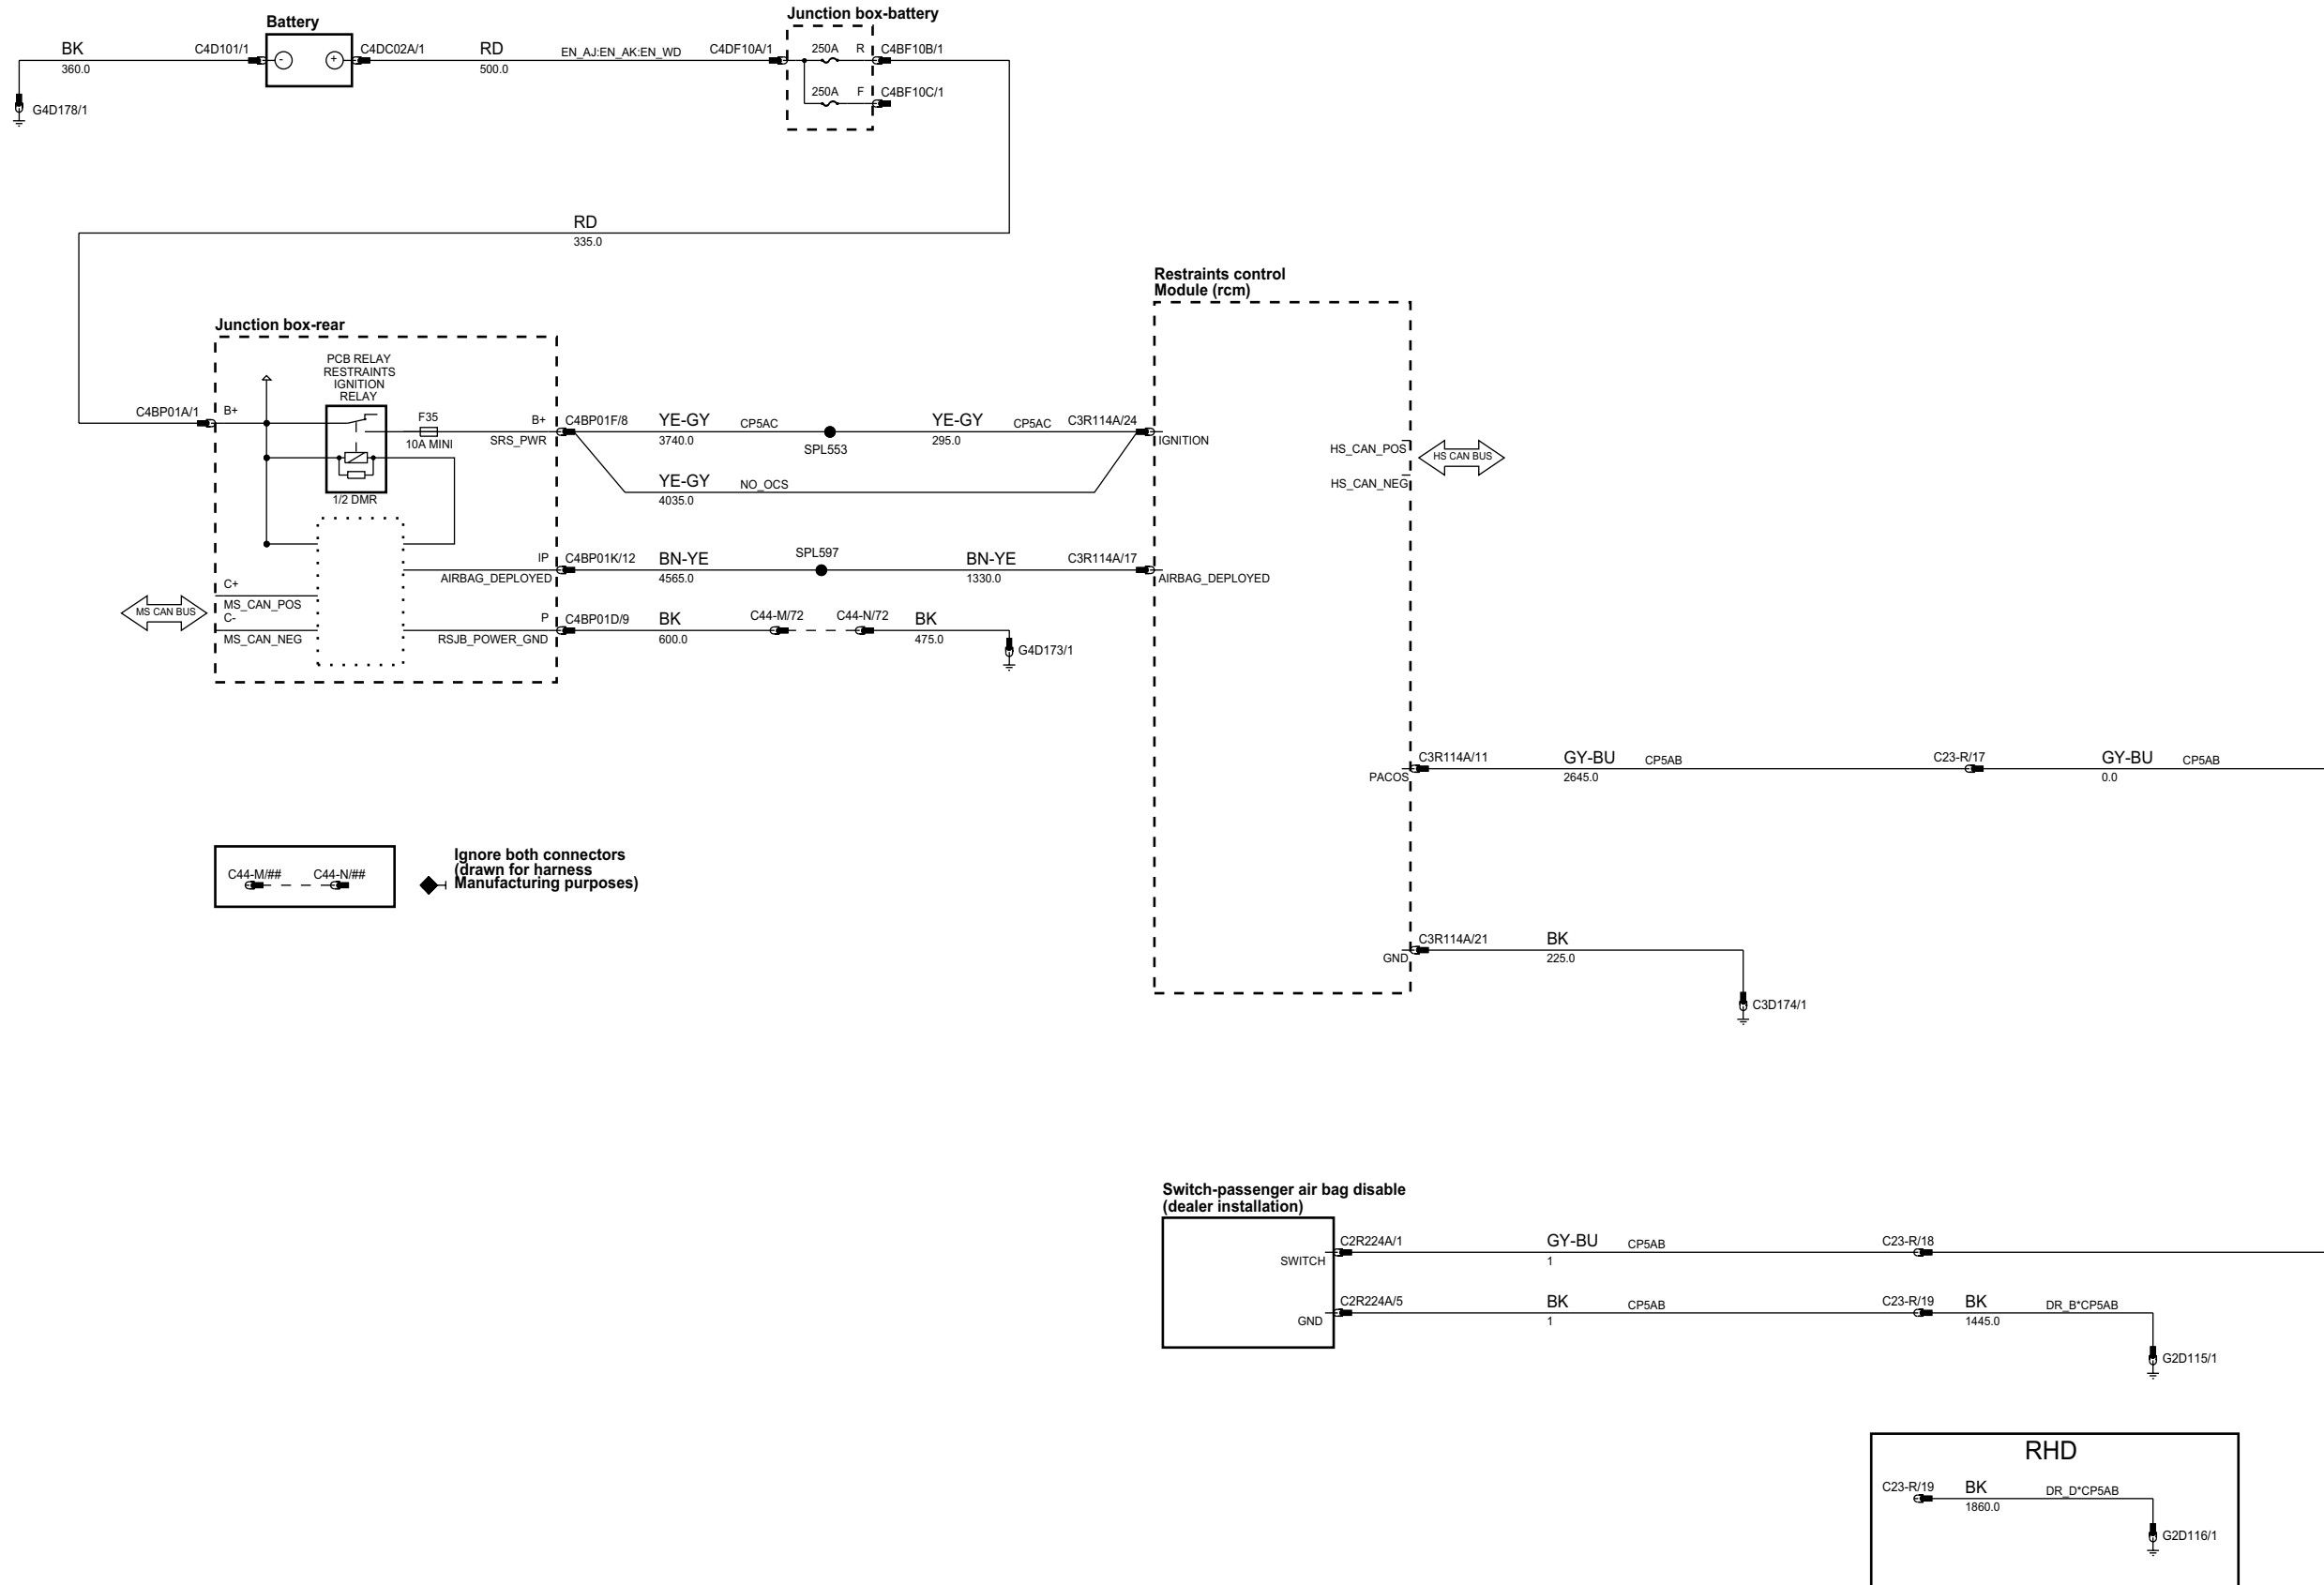 Battery
Junction box-battery
BK
360.0
C4D101/1
-
+
C4DC02A/1
RD
500.0
EN_AJ:EN_AK:EN_WD
C4DF10A/1
250A R
C4BF10B/1
250A F
C4BF10C/1
G4D178/1
RD
335.0
Restraints control
Module (rcm)
Junction box-rear
PCB RELAY
RESTRAINTS
IGNITION
RELAY
C4BP01A/1
B+
F35
10A MINI
B+
SRS_PWR
C4BP01F/8
YE-GY
3740.0
CP5AC
SPL553
YE-GY
295.0
CP5AC
C3R114A/24
IGNITION
HS_CAN_POS
HS CAN BUS
HS_CAN_NEG
1/2 DMR
YE-GY
4035.0
NO_OCS
IP
AIRBAG_DEPLOYED
C4BP01K/12
BN-YE
4565.0
SPL597
BN-YE
1330.0
C3R114A/17
AIRBAG_DEPLOYED
MS CAN BUS
C+
MS_CAN_POS
C-
MS_CAN_NEG
P
RSJB_POWER_GND
C4BP01D/9
BK
600.0
C44-M/72
C44-N/72
BK
475.0
G4D173/1
PACOS
C3R114A/11
GY-BU
2645.0
CP5AB
C23-R/17
GY-BU
0.0
CP5AB
C44-M/##
C44-N/##
Ignore both connectors
(drawn for harness
Manufacturing purposes)
GND
C3R114A/21
BK
225.0
C3D174/1
Switch-passenger air bag disable
(dealer installation)
SWITCH
C2R224A/1
GY-BU
1
CP5AB
C23-R/18
GND
C2R224A/5
BK
1
CP5AB
C23-R/19
BK
1445.0
DR_B*CP5AB
G2D115/1
RHD
C23-R/19
BK
1860.0
DR_D*CP5AB
G2D116/1